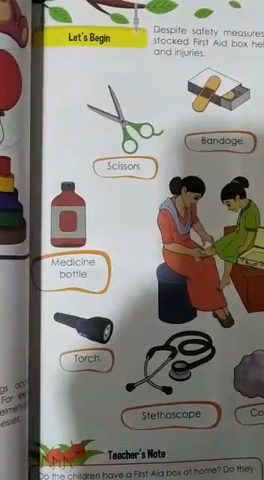 Let's Begin
Despite safety measures
stocked First Aid box
and injuries.
Bandage
Scissors
Medicine
bottle
Torch
Stethoscope
For
Teacher's Note
Do the children have a First Aid box at home? Do they